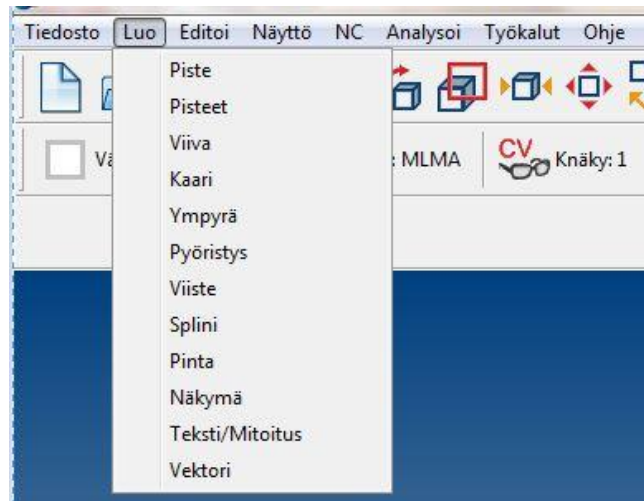 Tiedosto Luo Editoi Näyttö NC Analysoi Työkalut Ohje
Piste
Pisteet
Viiva
Kaari
Ympyrä
Pyöristys
Viiste
Splini
Pinta
Näkymä
Teksti/Mitoitus
Vektori
: MLMA CV Knäky: 1